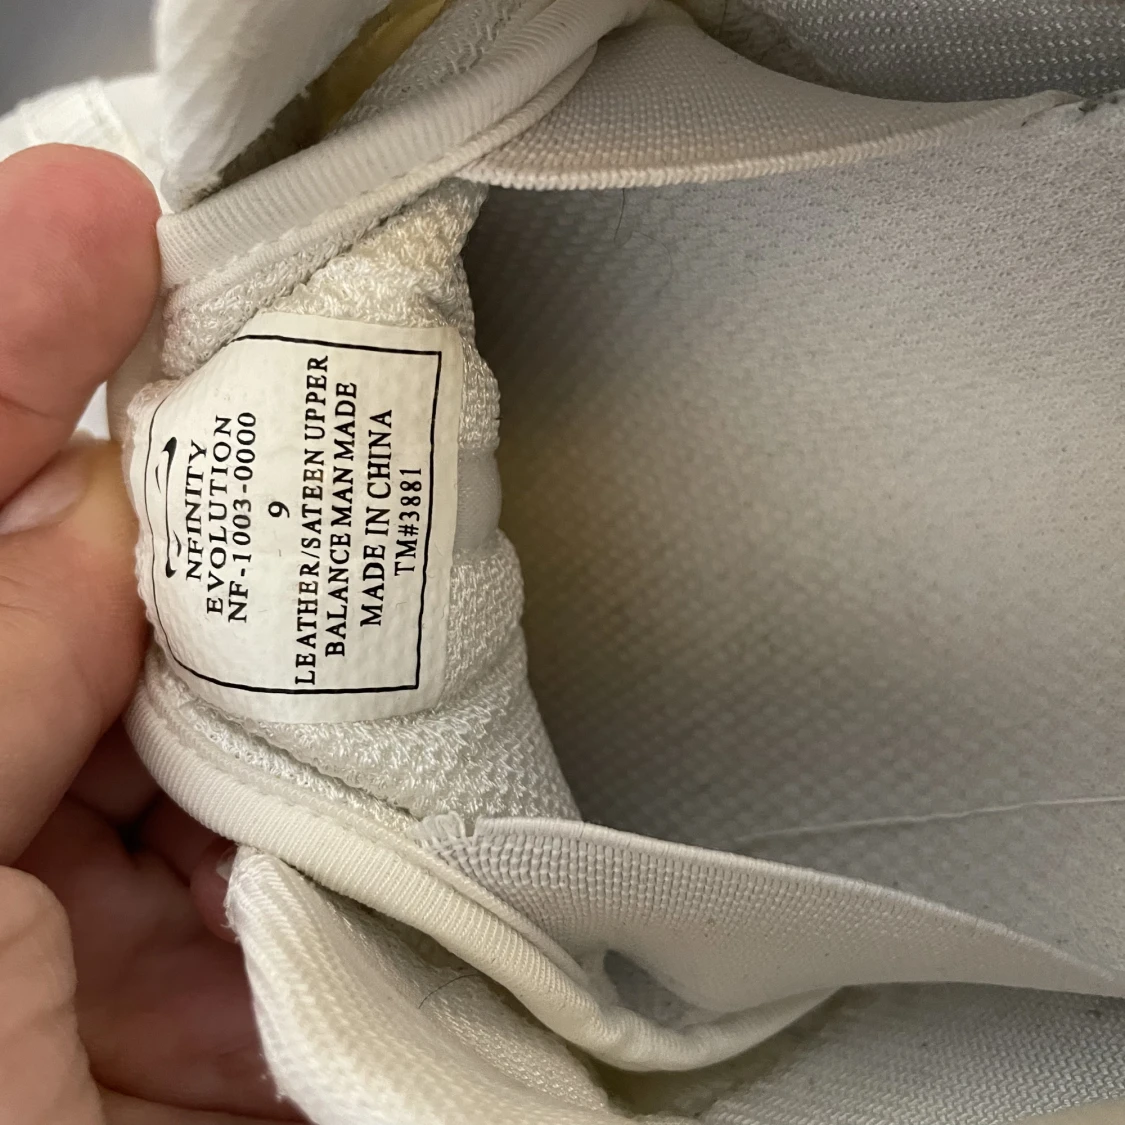 NFINITY
EVOLUTION
NF-1003-0000
9
LEATHER/SATEEN UPPER
BALANCE MAN MADE
MADE IN CHINA
TM#3881